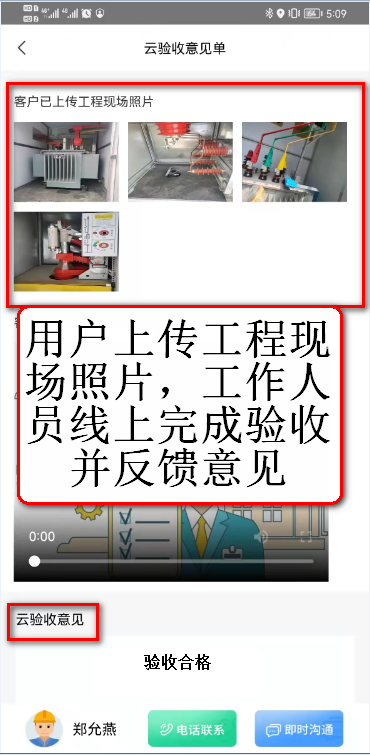 5:09
云验收意见单
客户已上传工程现场照片
用户上传工程现
场照片，工作人
员线上完成验收
并反馈意见
0:00
云验收意见
验收合格
郑允燕
电话联系
即时沟通